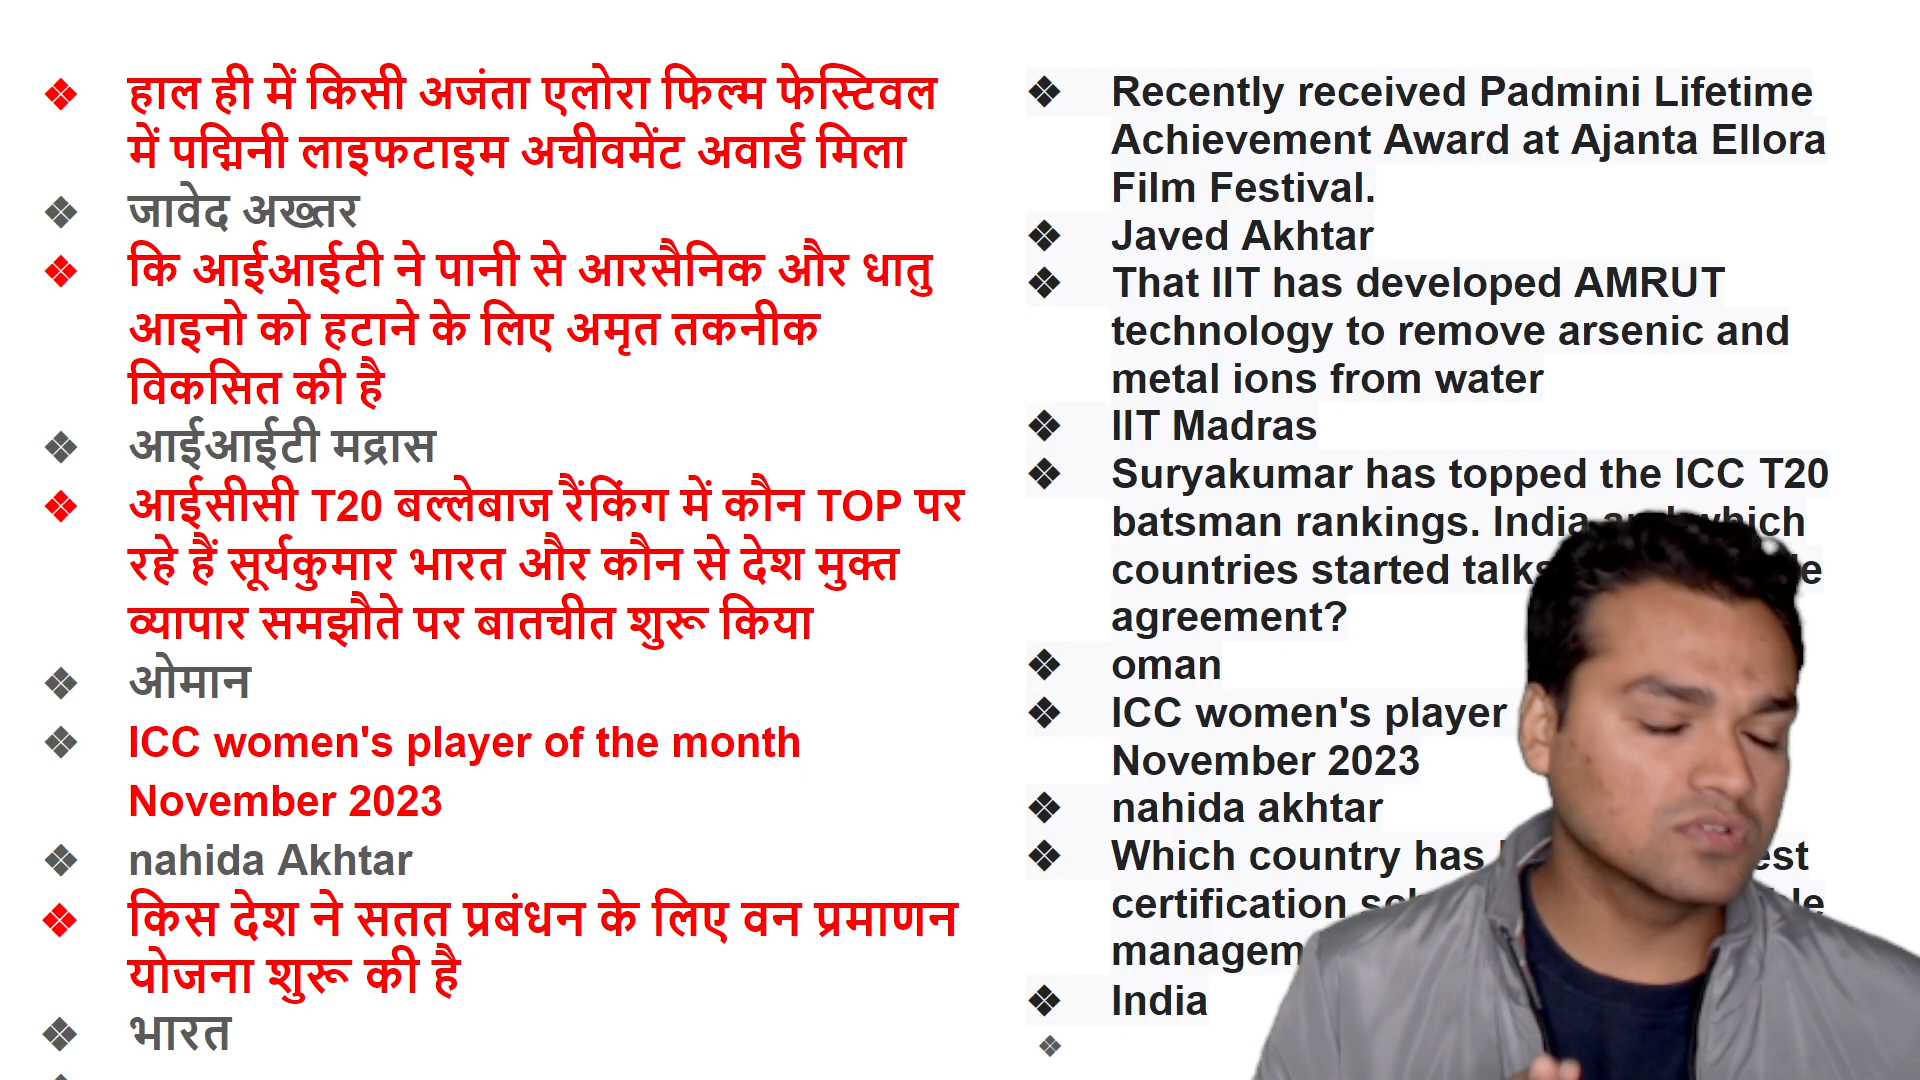 हाल ही में किसी अजंता एलोरा फिल्म फेस्टिवल
में पद्मिनी लाइफटाइम अचीवमेंट अवार्ड मिला
जावेद अख्तर
कि आईआईटी ने पानी से आरसैनिक और धातु
आइनो को हटाने के लिए अमृत तकनीक
विकसित की है
आईआईटी मद्रास
आईसीसी T20 बल्लेबाज रैंकिंग में कौन TOP पर
रहे हैं सूर्यकुमार भारत और कौन से देश मुक्त
व्यापार समझौते पर बातचीत शुरू किया
ओमान
ICC women's player of the month
November 2023
nahida Akhtar
किस देश ने सतत प्रबंधन के लिए वन प्रमाणन
योजना शुरू की है
भारत
Recently received Padmini Lifetime
Achievement Award at Ajanta Ellora
Film Festival.
Javed Akhtar
That IIT has developed AMRUT
technology to remove arsenic and
metal ions from water
IIT Madras
Suryakumar has topped the ICC T20
batsman rankings. India which
countries started talks
agreement?
oman
ICC women's player
November 2023
nahida akhtar
Which country has
certification
India